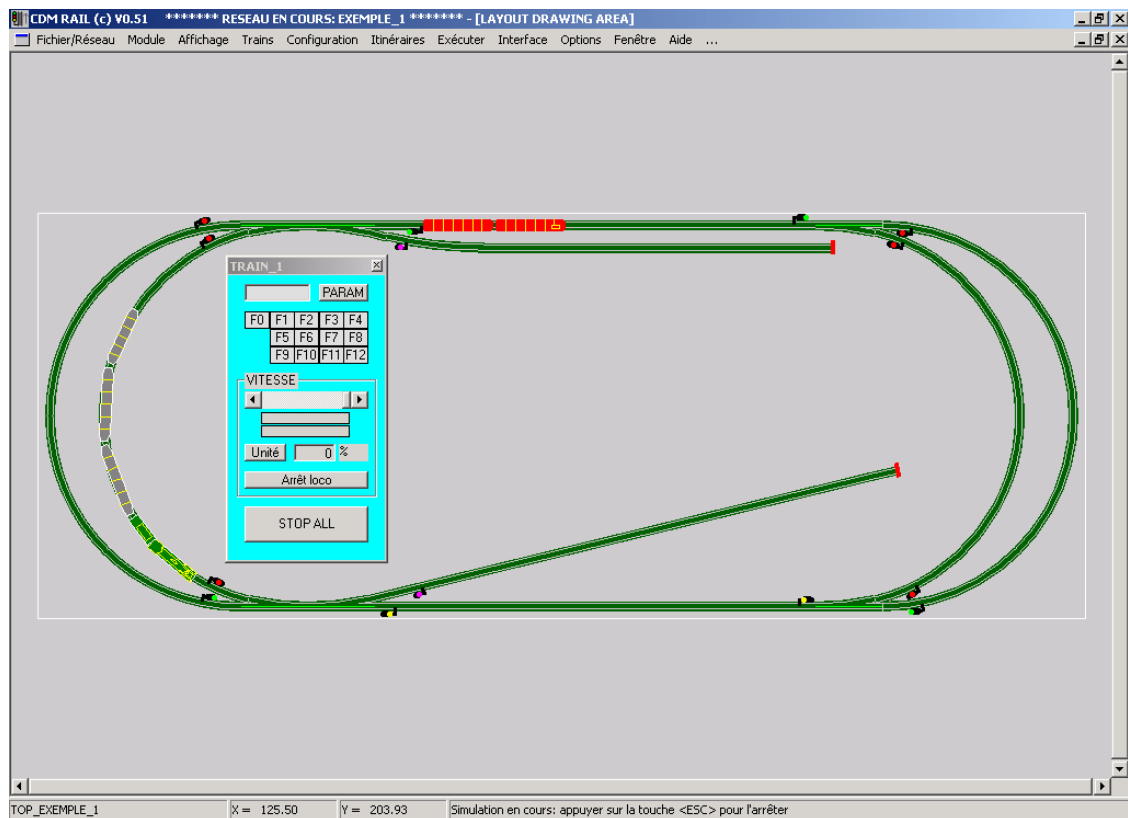 CDM RAIL (c) V0.51 ******* RESEAU EN COURS: EXEMPLE_1 ******* - [LAYOUT DRAWING AREA]
Fichier/Réseau Module Affichage Trains Configuration Itinéraires Exécuter Interface Options Fenêtre Aide ...
TRAIN_1
PARAM
F0 F1 F2 F3 F4
F5 F6 F7 F8
F9 F10 F11 F12
VITESSE
Unité 0 %
Arrêt loco
STOP ALL
TOP_EXEMPLE_1 X = 125.50 Y = 203.93 Simulation en cours: appuyer sur la touche <ESC> pour l'arrêter